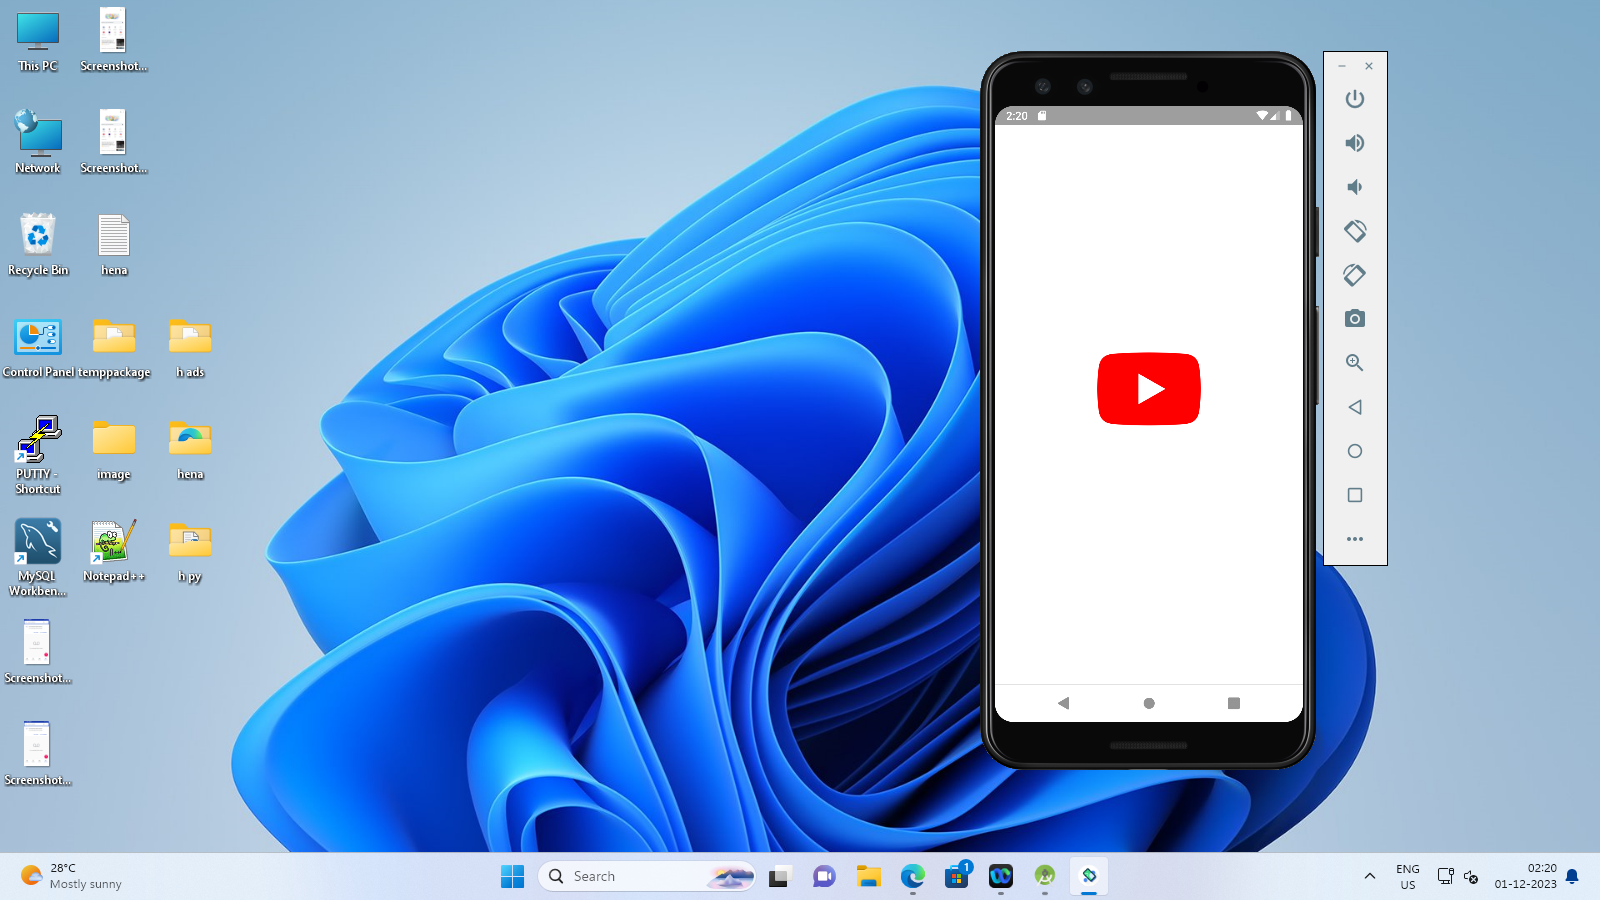 This PC
Screenshot...
Network
Screenshot...
Recycle Bin
hena
Control Panel
temppackage
h ads
PUTTY -
Shortcut
image
hena
MySQL
Workben...
Notepad++
h py
Screenshot...
Screenshot...
2:20
28°C
Mostly sunny
Search
1
ENG
US
02:20
01-12-2023